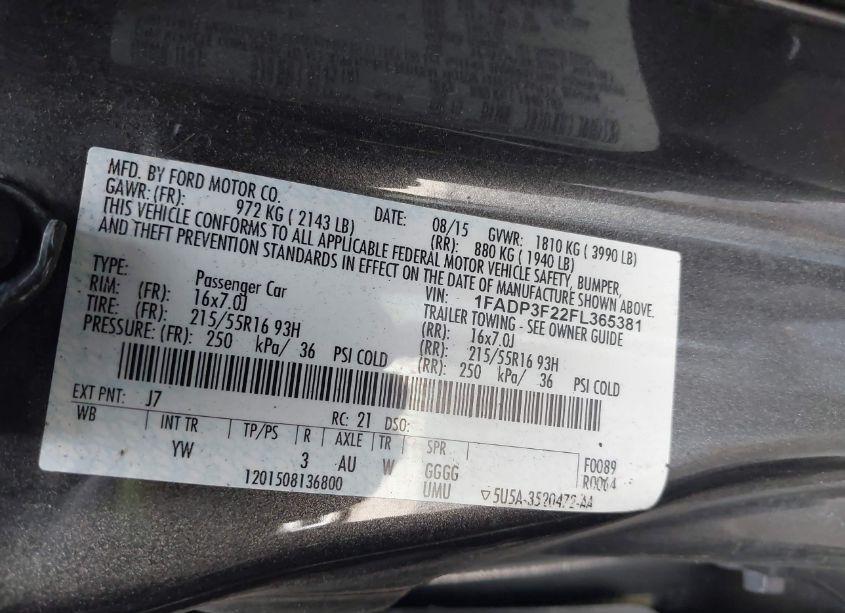 MFD. BY FORD MOTOR CO.
DATE: 08/15 GVWR: 1810 KG ( 3990 LB)
GAWR: (FR): 972 KG ( 2143 LB) (RR): 880 KG ( 1940 LB)
THIS VEHICLE CONFORMS TO ALL APPLICABLE FEDERAL MOTOR VEHICLE SAFETY, BUMPER,
AND THEFT PREVENTION STANDARDS IN EFFECT ON THE DATE OF MANUFACTURE SHOWN ABOVE.
VIN: 1FADP3F22FL365381
TYPE: Passenger Car TRAILER TOWING - SEE OWNER GUIDE
RIM: (FR): 16x7.0J (RR): 16x7.0J
TIRE: (FR): 215/55R16 93H (RR): 215/55R16 93H
PRESSURE: (FR): 250 kPa/ 36 PSI COLD (RR): 250 kPa/ 36 PSI COLD
EXT PNT: J7 RC: 21 DSO:
WB INT TR TP/PS R AXLE TR SPR F0089
YW 3 AU W GGGG R0064
1201508136800 UMU ▽5U5A-3520472-AA